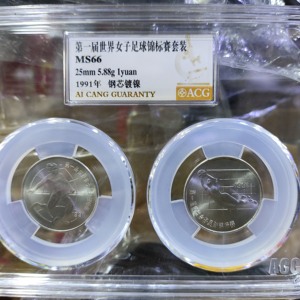 第一届世界女子足球锦标赛套装
MS66
25mm 5.88g 1yuan
1991年 钢芯镀镍
AI CANG GUARANTY
ACG
ACG